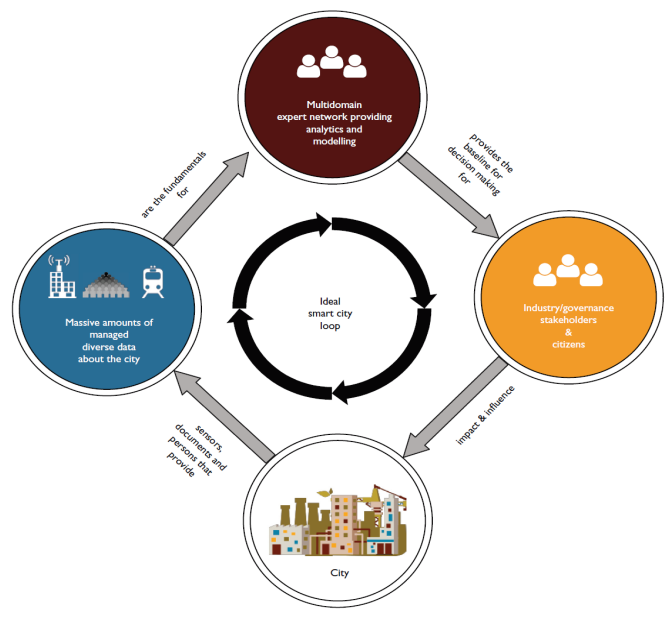 Multidomain
expert network providing
analytics and
modelling
are the fundamentals
for
provides the
baseline for
decision making
for
Massive amounts of
managed
diverse data
about the city
Ideal
smart city
loop
Industry/governance
stakeholders
&
citizens
sensors,
documents and
persons that
provide
impact & influence
City